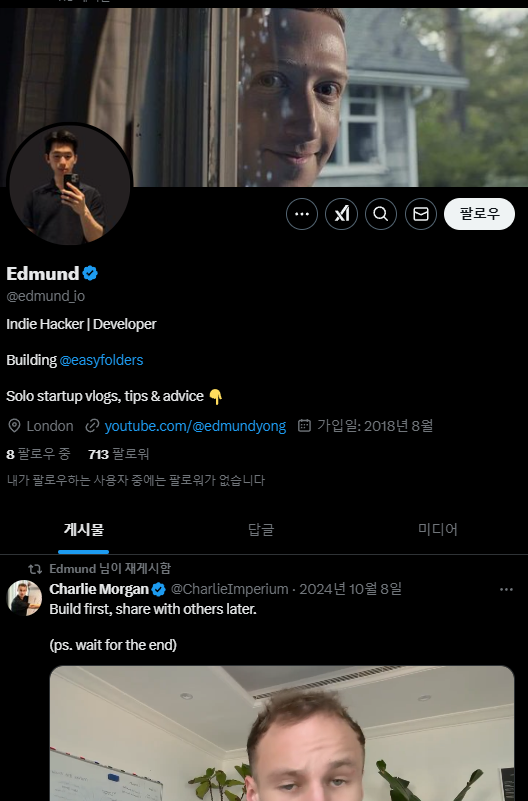 팔로우
Edmund
@edmund_io
Indie Hacker | Developer
Building @easyfolders
Solo startup vlogs, tips & advice 👇
London youtube.com/@edmundyong 가입일: 2018년 8월
8 팔로우 중 713 팔로워
내가 팔로우하는 사용자 중에는 팔로워가 없습니다
게시물 답글 미디어
Edmund 님이 재게시함
Charlie Morgan @CharlieImperium · 2024년 10월 8일
Build first, share with others later.
(ps. wait for the end)